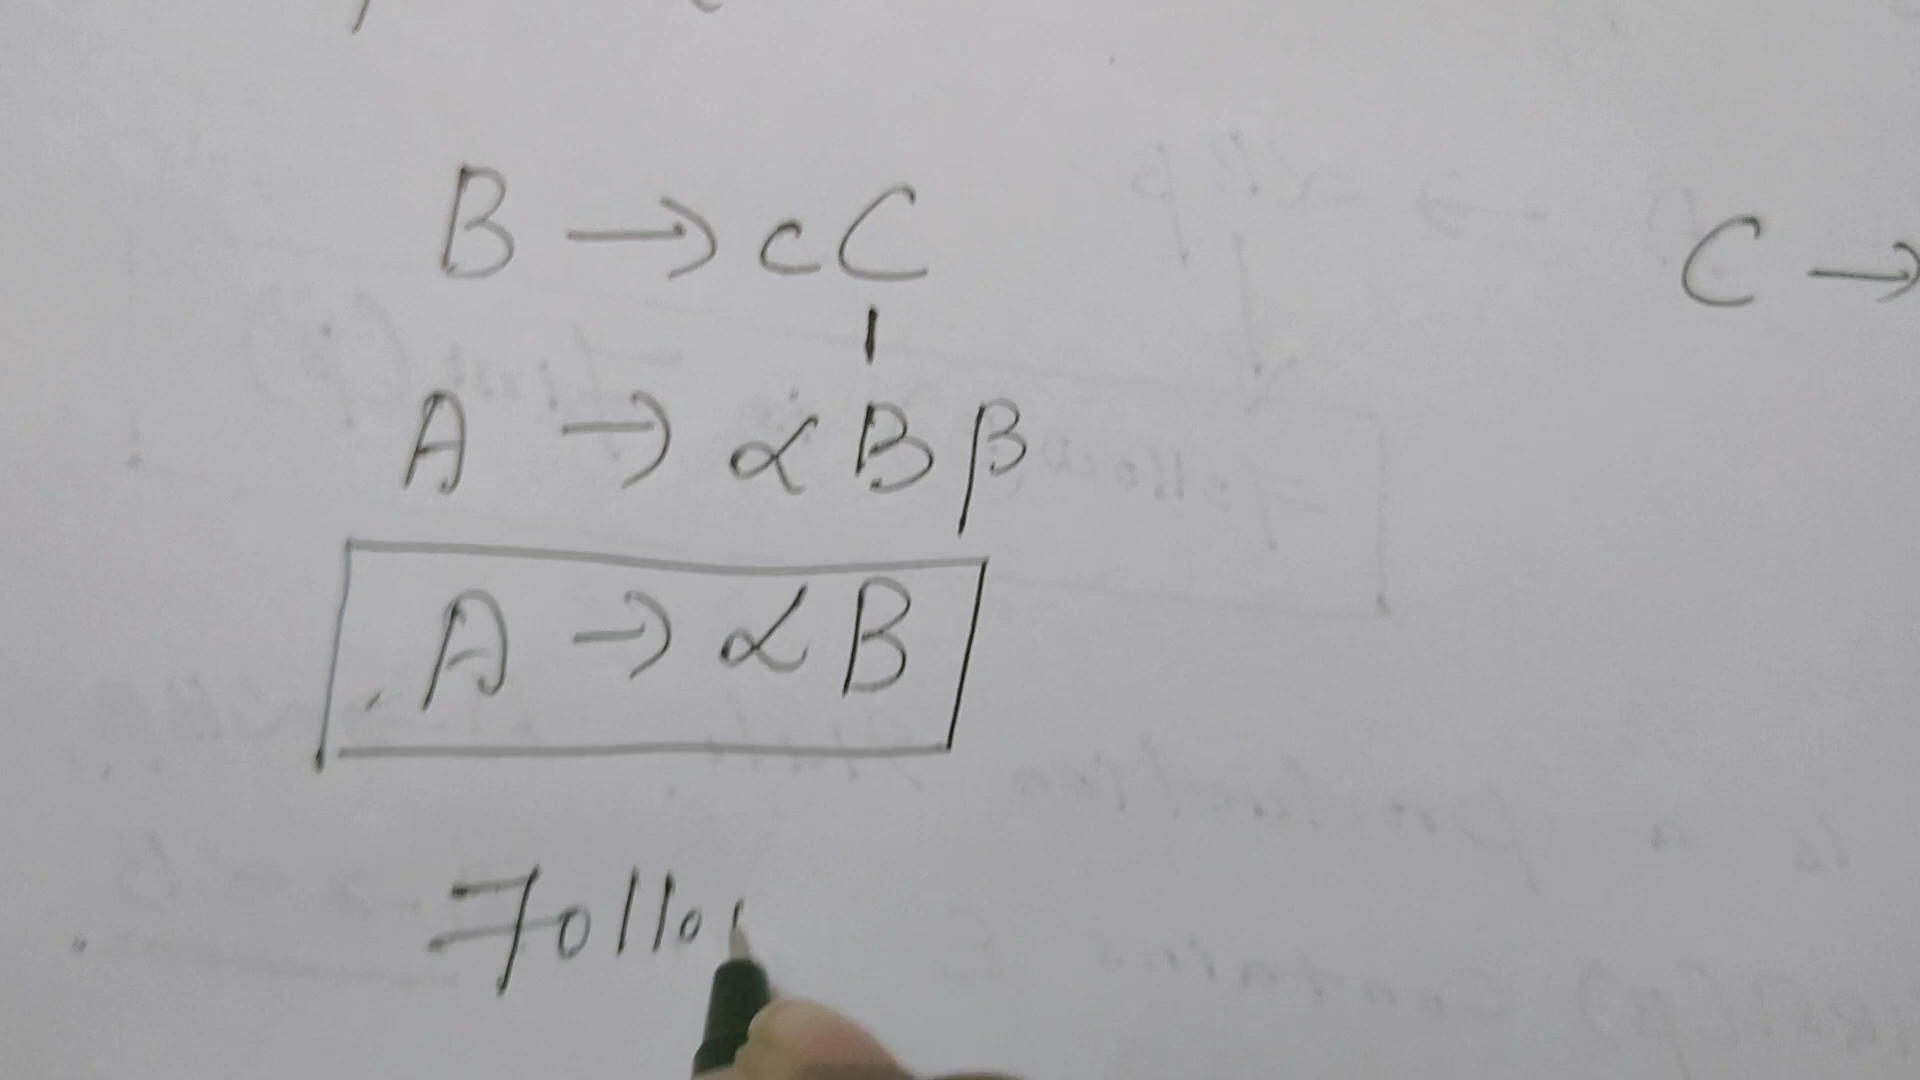 B → cC
C →
A → αBβ
A → αB
Follo